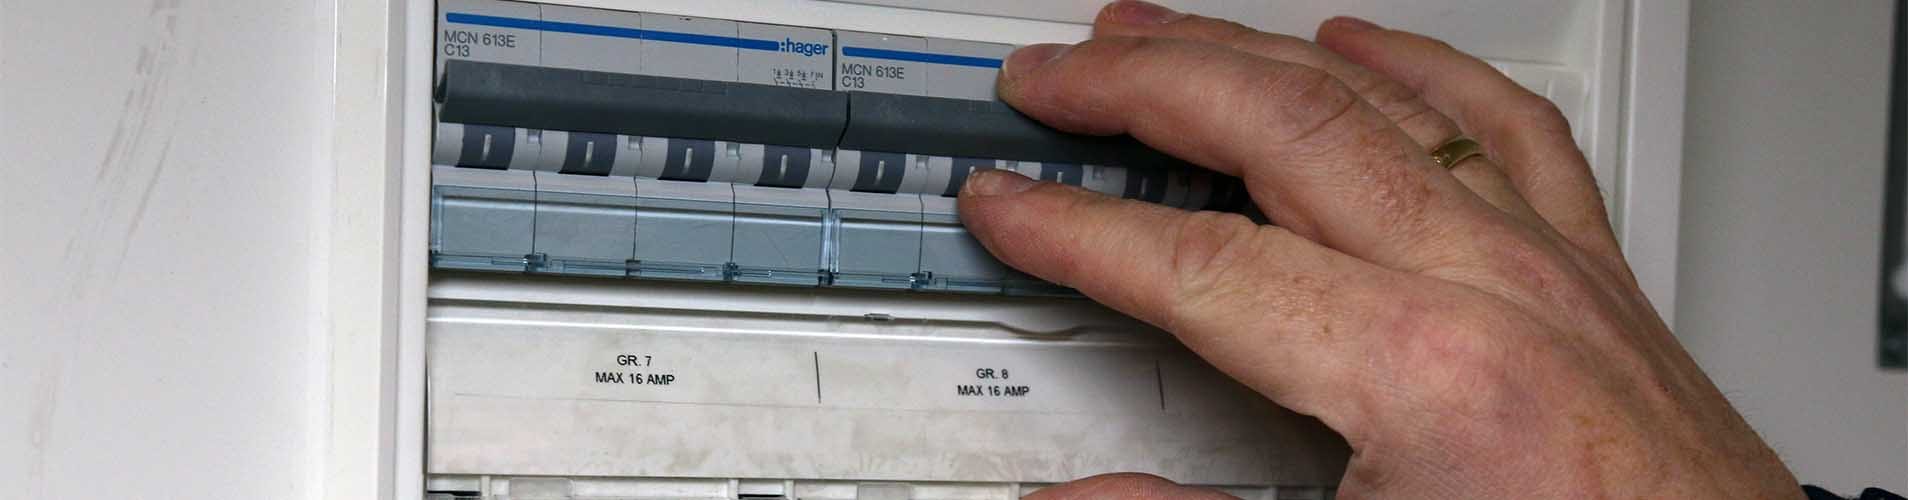 MCN 613E
C13
:hager
MCN 613E
C13
GR. 7
MAX 16 AMP
GR. 8
MAX 16 AMP